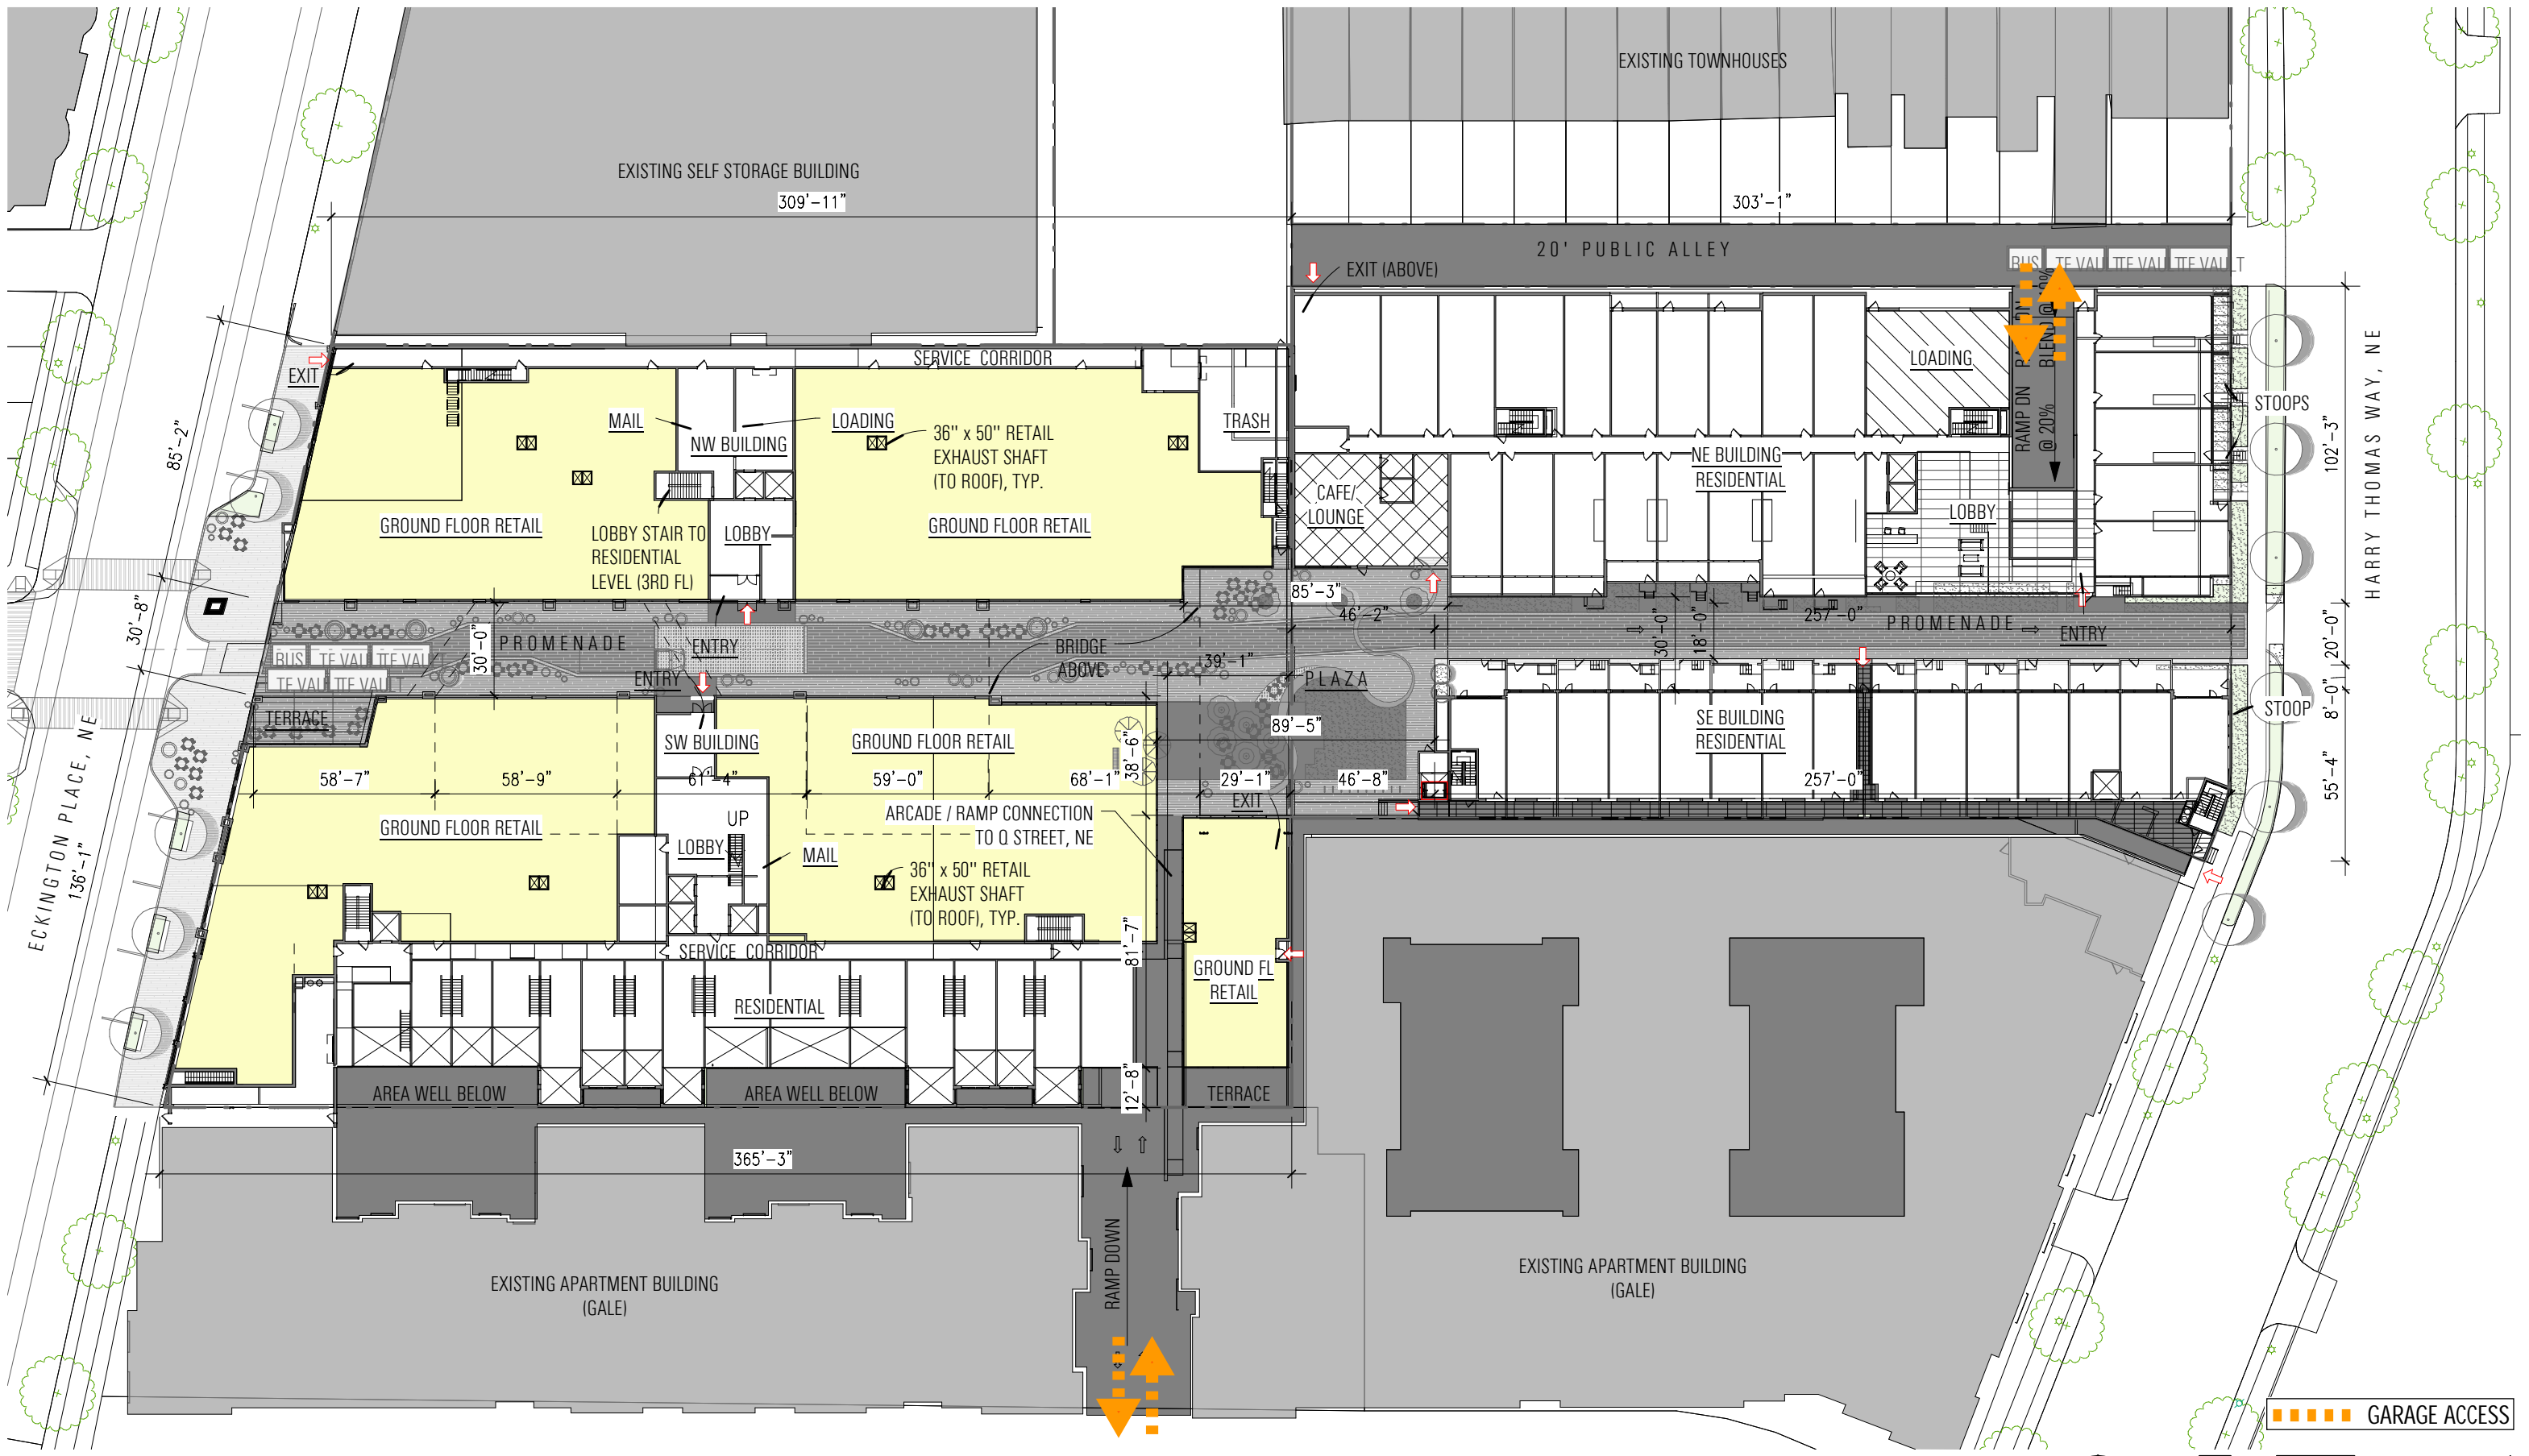 EXISTING TOWNHOUSES
EXISTING SELF STORAGE BUILDING
309'-11"
303'-1"
20' PUBLIC ALLEY
EXIT (ABOVE)
BUS
SERVICE CORRIDOR
EXIT
LOADING
RAMP DN
@ 20%
STOOPS
HARRY THOMAS WAY, NE
102'-3"
85'-2"
MAIL
NW BUILDING
LOADING
36" x 50" RETAIL
EXHAUST SHAFT
(TO ROOF), TYP.
TRASH
NE BUILDING
RESIDENTIAL
CAFE/
LOUNGE
LOBBY
GROUND FLOOR RETAIL
LOBBY STAIR TO
RESIDENTIAL
LEVEL (3RD FL)
LOBBY
GROUND FLOOR RETAIL
85'-3"
46'-2"
257'-0"
30'-8"
30'-0"
PROMENADE
ENTRY
BRIDGE
ABOVE
30'-0"
18'-0"
PROMENADE
ENTRY
20'-0"
BUS
ENTRY
39'-1"
PLAZA
8'-0"
STOOP
TERRACE
SW BUILDING
GROUND FLOOR RETAIL
89'-5"
SE BUILDING
RESIDENTIAL
38'-6"
58'-7"
58'-9"
61'-4"
59'-0"
68'-1"
29'-1"
46'-8"
257'-0"
55'-4"
EXIT
ARCADE / RAMP CONNECTION
TO Q STREET, NE
UP
GROUND FLOOR RETAIL
LOBBY
MAIL
36" x 50" RETAIL
EXHAUST SHAFT
(TO ROOF), TYP.
ECKINGTON PLACE, NE
136'-1"
SERVICE CORRIDOR
81'-7"
GROUND FL
RETAIL
RESIDENTIAL
AREA WELL BELOW
AREA WELL BELOW
12'-8"
TERRACE
365'-3"
RAMP DOWN
EXISTING APARTMENT BUILDING
(GALE)
EXISTING APARTMENT BUILDING
(GALE)
GARAGE ACCESS